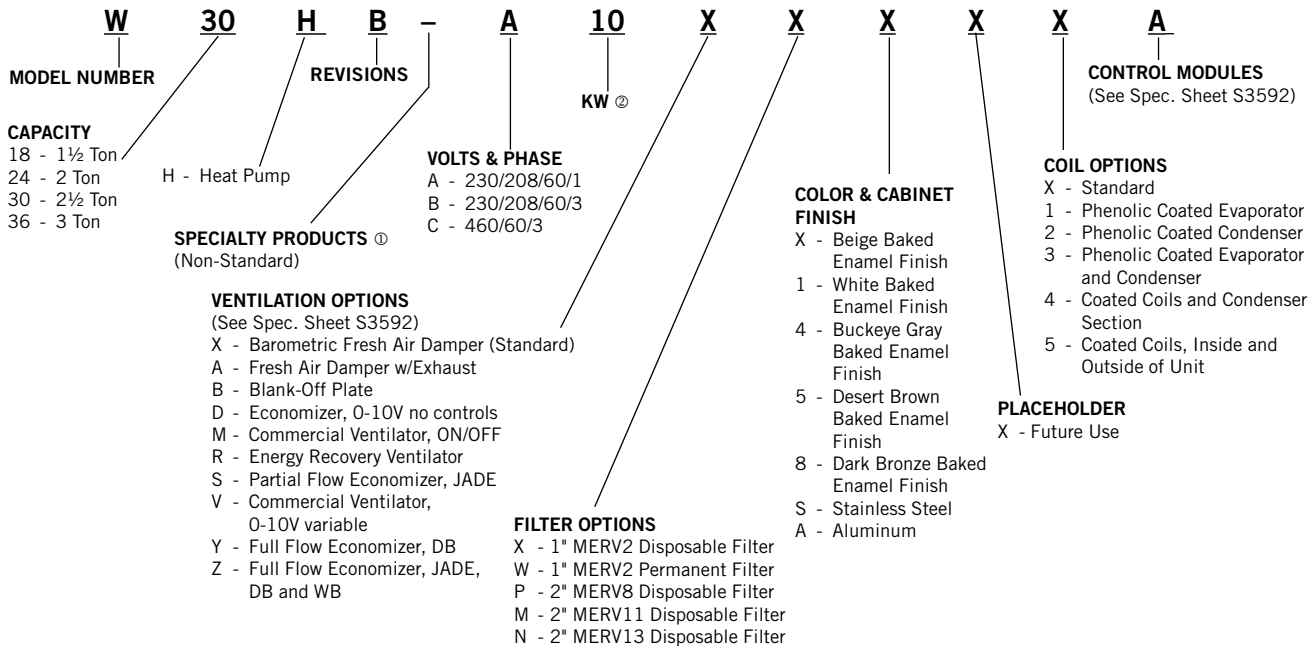 W 30 H B – A 10 X X X X X A
MODEL NUMBER
CAPACITY
18 - 1½ Ton
24 - 2 Ton
30 - 2½ Ton
36 - 3 Ton
H - Heat Pump
REVISIONS
SPECIALTY PRODUCTS ①
(Non-Standard)
VOLTS & PHASE
A - 230/208/60/1
B - 230/208/60/3
C - 460/60/3
KW ②
VENTILATION OPTIONS
(See Spec. Sheet S3592)
X - Barometric Fresh Air Damper (Standard)
A - Fresh Air Damper w/Exhaust
B - Blank-Off Plate
D - Economizer, 0-10V no controls
M - Commercial Ventilator, ON/OFF
R - Energy Recovery Ventilator
S - Partial Flow Economizer, JADE
V - Commercial Ventilator,
0-10V variable
Y - Full Flow Economizer, DB
Z - Full Flow Economizer, JADE,
DB and WB
FILTER OPTIONS
X - 1" MERV2 Disposable Filter
W - 1" MERV2 Permanent Filter
P - 2" MERV8 Disposable Filter
M - 2" MERV11 Disposable Filter
N - 2" MERV13 Disposable Filter
COLOR & CABINET
FINISH
X - Beige Baked
Enamel Finish
1 - White Baked
Enamel Finish
4 - Buckeye Gray
Baked Enamel
Finish
5 - Desert Brown
Baked Enamel
Finish
8 - Dark Bronze Baked
Enamel Finish
S - Stainless Steel
A - Aluminum
PLACEHOLDER
X - Future Use
COIL OPTIONS
X - Standard
1 - Phenolic Coated Evaporator
2 - Phenolic Coated Condenser
3 - Phenolic Coated Evaporator
and Condenser
4 - Coated Coils and Condenser
Section
5 - Coated Coils, Inside and
Outside of Unit
CONTROL MODULES
(See Spec. Sheet S3592)